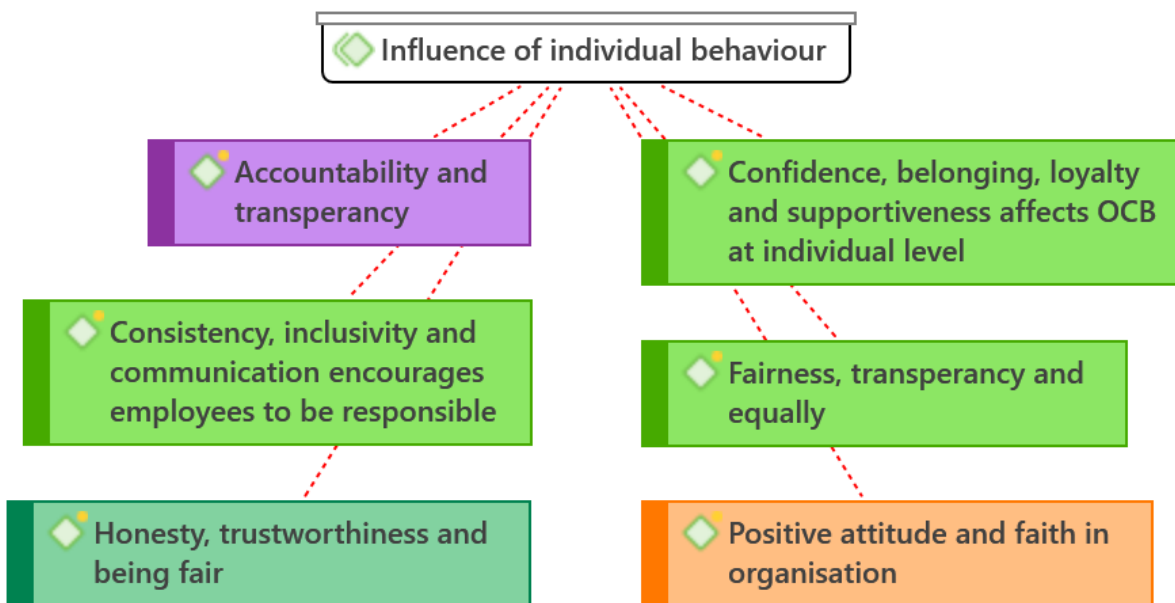 Influence of individual behaviour
Accountability and
transperancy
Confidence, belonging, loyalty
and supportiveness affects OCB
at individual level
Consistency, inclusivity and
communication encourages
employees to be responsible
Fairness, transperancy and
equally
Honesty, trustworthiness and
being fair
Positive attitude and faith in
organisation